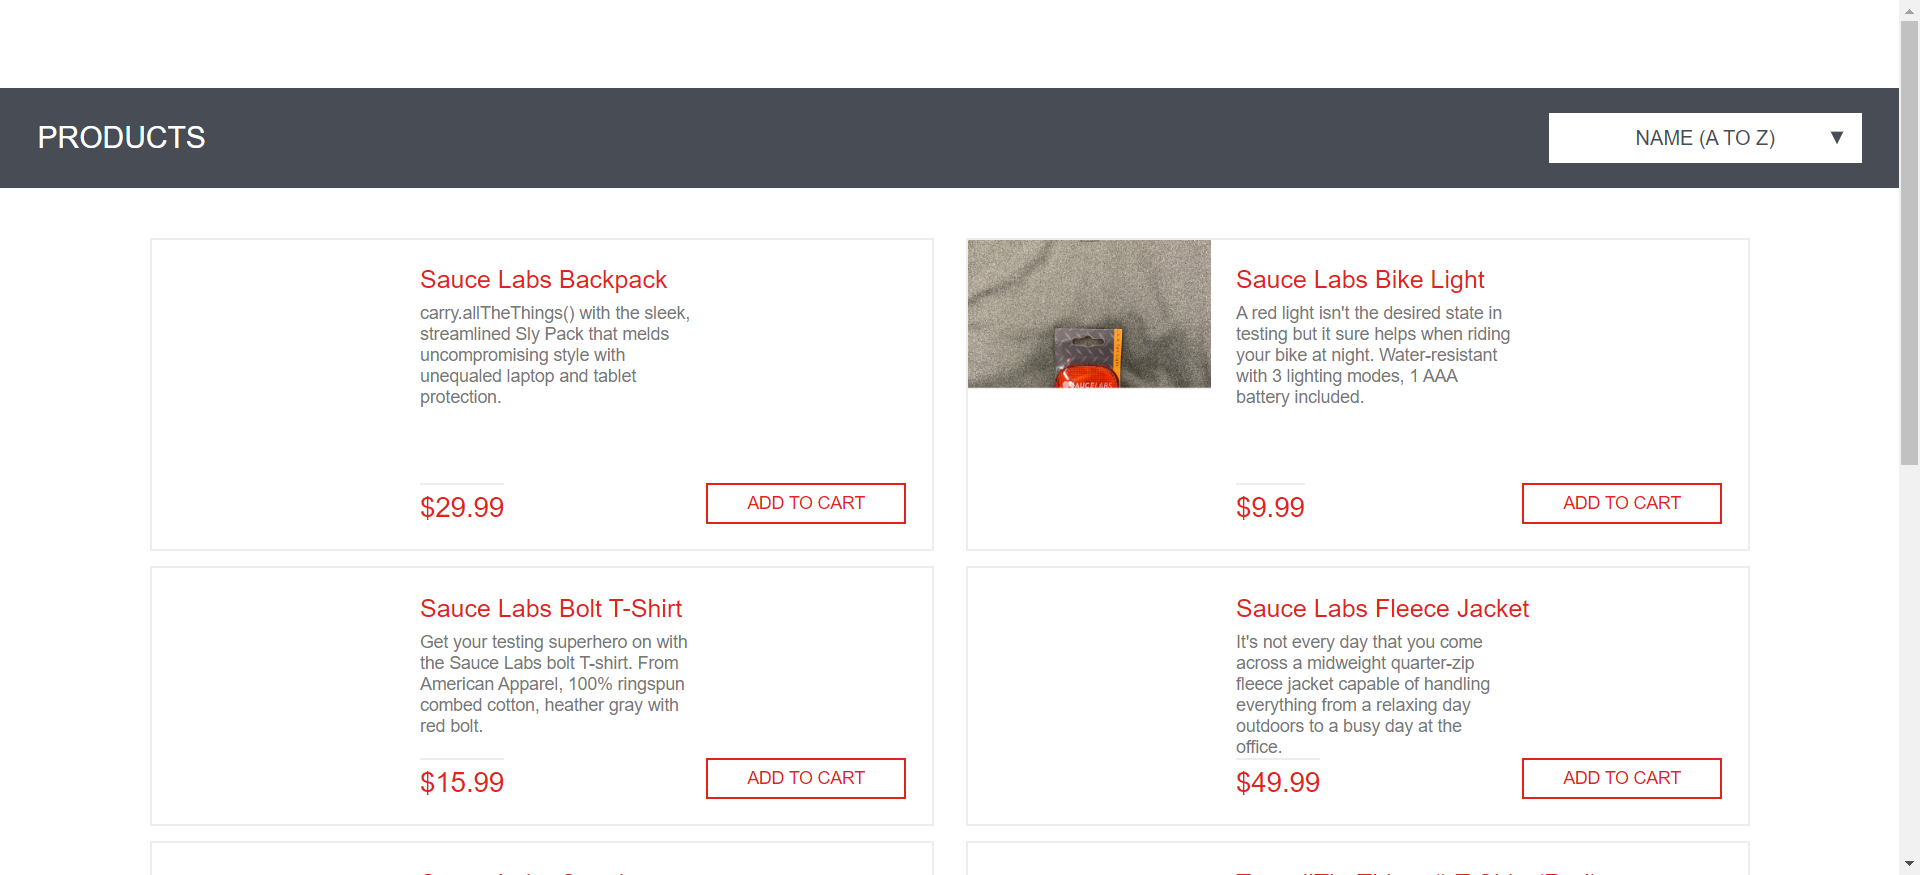 PRODUCTS
NAME (A TO Z)
Sauce Labs Backpack
carry.allTheThings() with the sleek,
streamlined Sly Pack that melds
uncompromising style with
unequaled laptop and tablet
protection.
$29.99
ADD TO CART
Sauce Labs Bike Light
A red light isn't the desired state in
testing but it sure helps when riding
your bike at night. Water-resistant
with 3 lighting modes, 1 AAA
battery included.
$9.99
ADD TO CART
Sauce Labs Bolt T-Shirt
Get your testing superhero on with
the Sauce Labs bolt T-shirt. From
American Apparel, 100% ringspun
combed cotton, heather gray with
red bolt.
$15.99
ADD TO CART
Sauce Labs Fleece Jacket
It's not every day that you come
across a midweight quarter-zip
fleece jacket capable of handling
everything from a relaxing day
outdoors to a busy day at the
office.
$49.99
ADD TO CART